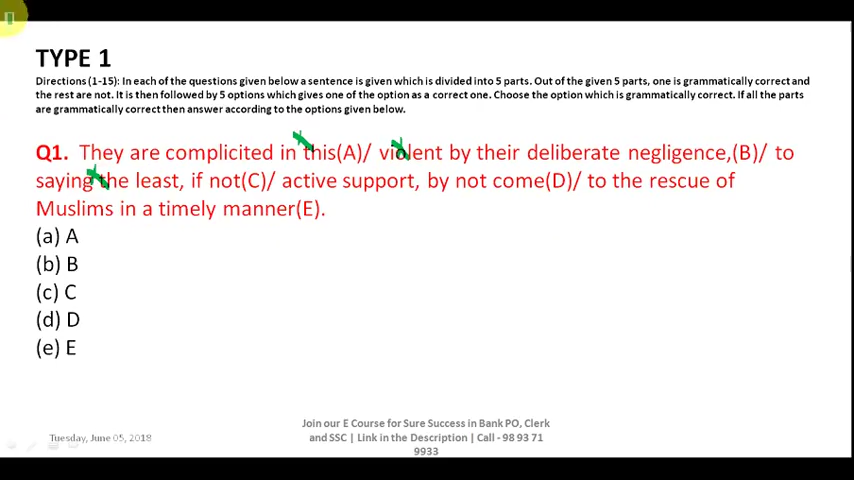 TYPE 1
Directions (1-15): In each of the questions given below a sentence is given which is divided into 5 parts. Out of the given 5 parts, one is grammatically correct and
the rest are not. It is then followed by 5 options which gives one of the option as a correct one. Choose the option which is grammatically correct. If all the parts
are grammatically correct then answer according to the options given below.
Q1. They are complicited in this(A)/ violent by their deliberate negligence,(B)/ to
saying the least, if not(C)/ active support, by not come(D)/ to the rescue of
Muslims in a timely manner(E).
(a) A
(b) B
(c) C
(d) D
(e) E
Join our E Course for Sure Success in Bank PO, Clerk
and SSC | Link in the Description | Call - 98 93 71
9933
Tuesday, June 05, 2018